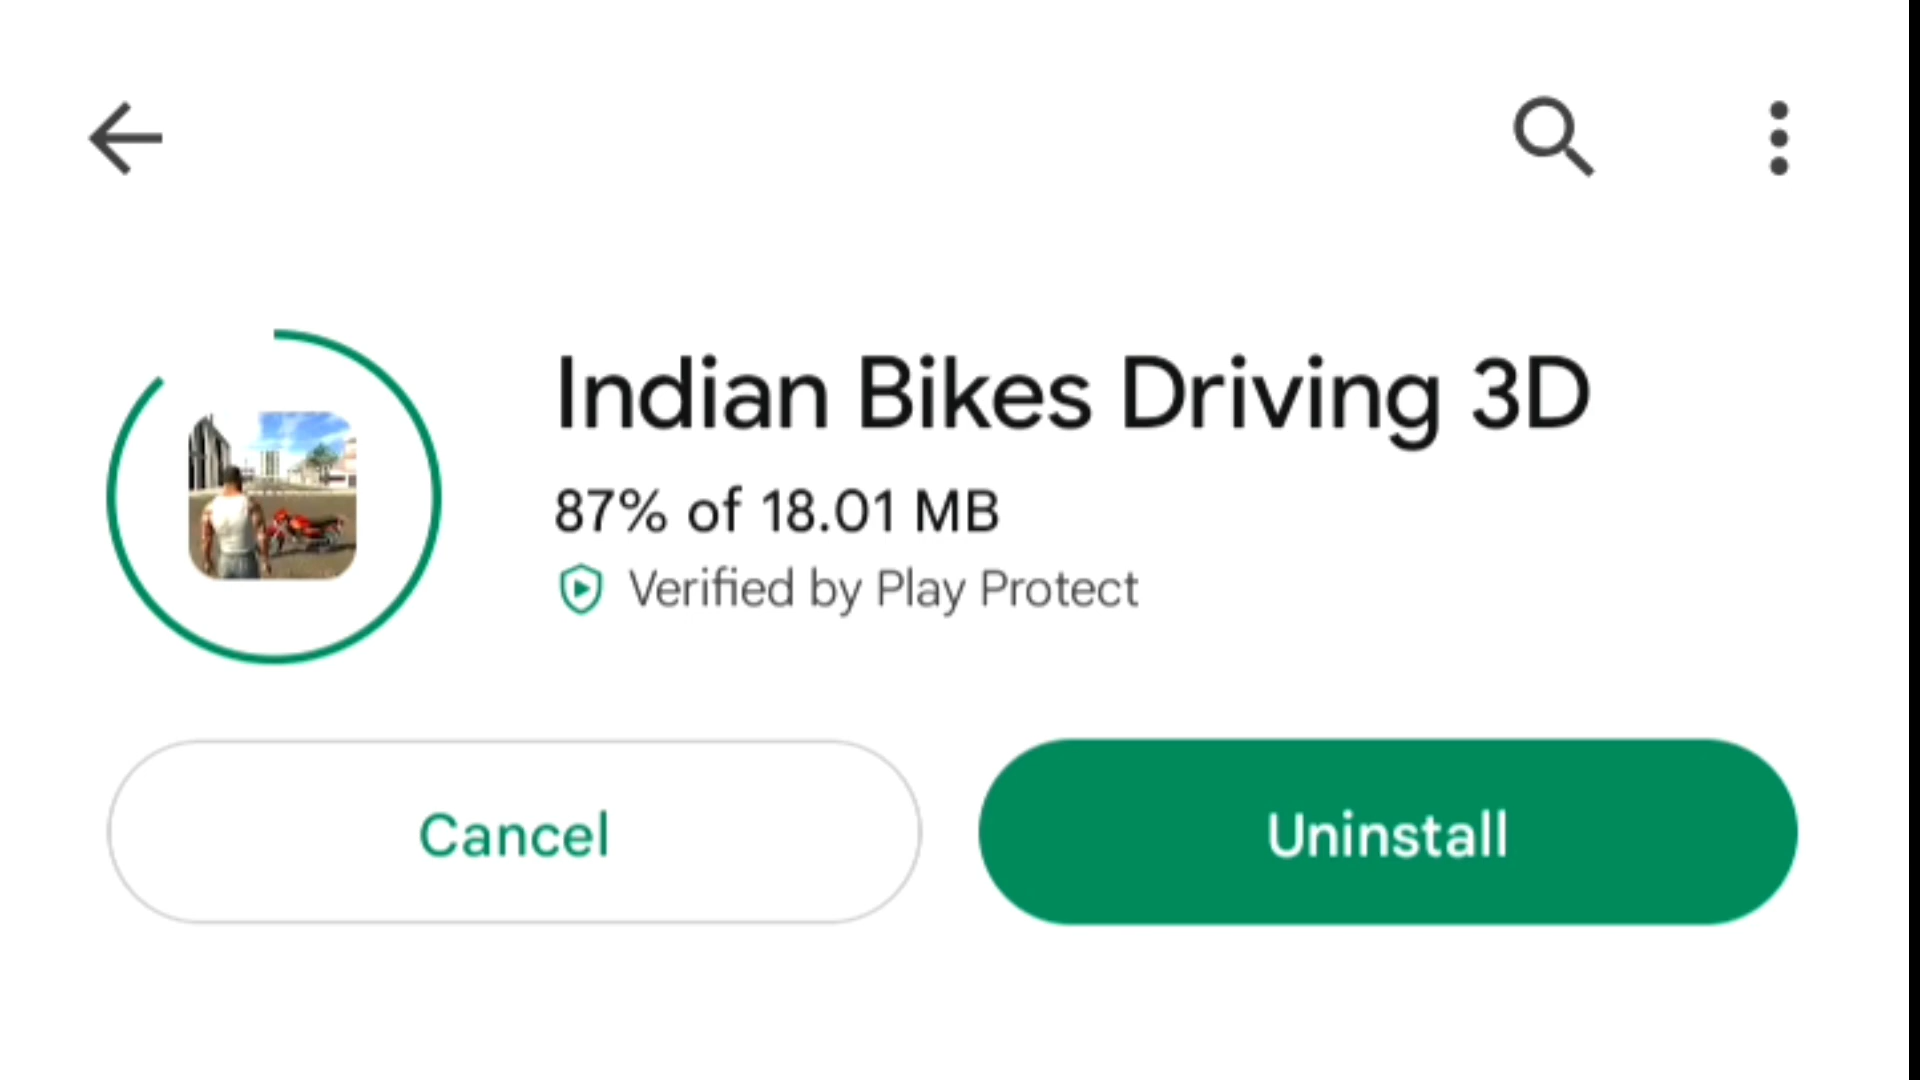 Indian Bikes Driving 3D
87% of 18.01 MB
Verified by Play Protect
Cancel
Uninstall